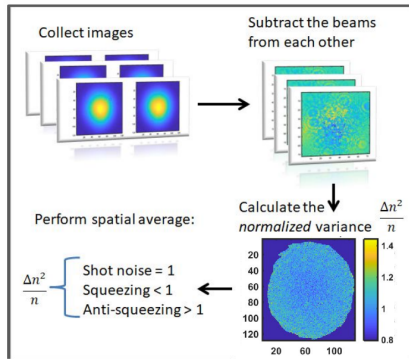 Collect images
Subtract the beams
from each other
Calculate the
normalized variance
Δn²
n
1.4
1.2
1
0.8
20
40
60
80
100
120
20 60 120
Perform spatial average:
Δn²
n
Shot noise = 1
Squeezing < 1
Anti-squeezing > 1